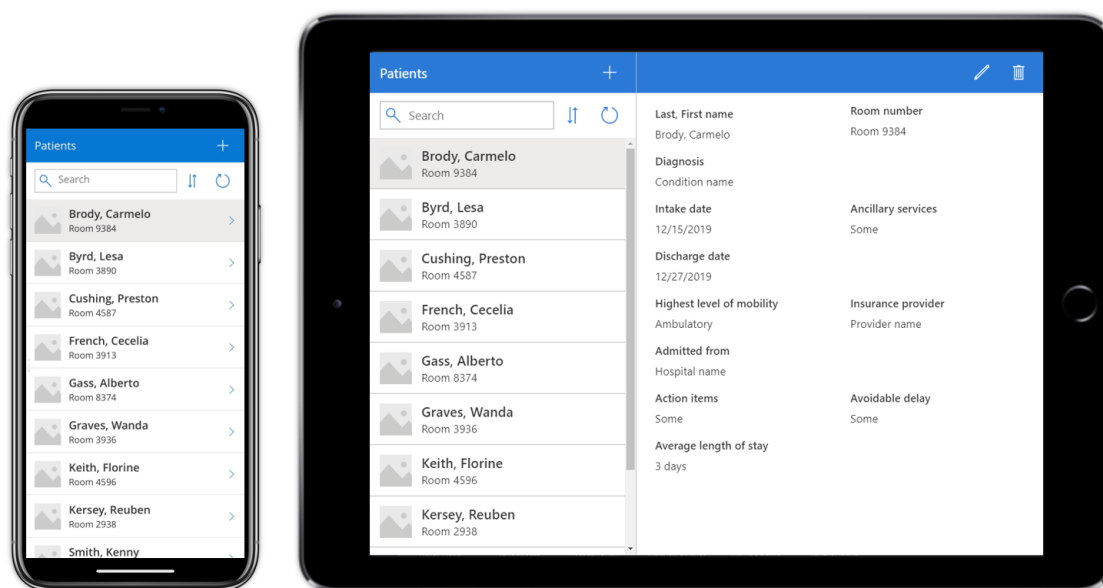 Patients
Search
Brody, Carmelo
Room 9384
Byrd, Lesa
Room 3890
Cushing, Preston
Room 4587
French, Cecelia
Room 3913
Gass, Alberto
Room 8374
Graves, Wanda
Room 3936
Keith, Florine
Room 4596
Kersey, Reuben
Room 2938
Smith, Kenny
Patients
Search
Brody, Carmelo
Room 9384
Byrd, Lesa
Room 3890
Cushing, Preston
Room 4587
French, Cecelia
Room 3913
Gass, Alberto
Room 8374
Graves, Wanda
Room 3936
Keith, Florine
Room 4596
Kersey, Reuben
Room 2938
Last, First name
Brody, Carmelo
Room number
Room 9384
Diagnosis
Condition name
Intake date
12/15/2019
Ancillary services
Some
Discharge date
12/27/2019
Highest level of mobility
Ambulatory
Insurance provider
Provider name
Admitted from
Hospital name
Action items
Some
Avoidable delay
Some
Average length of stay
3 days